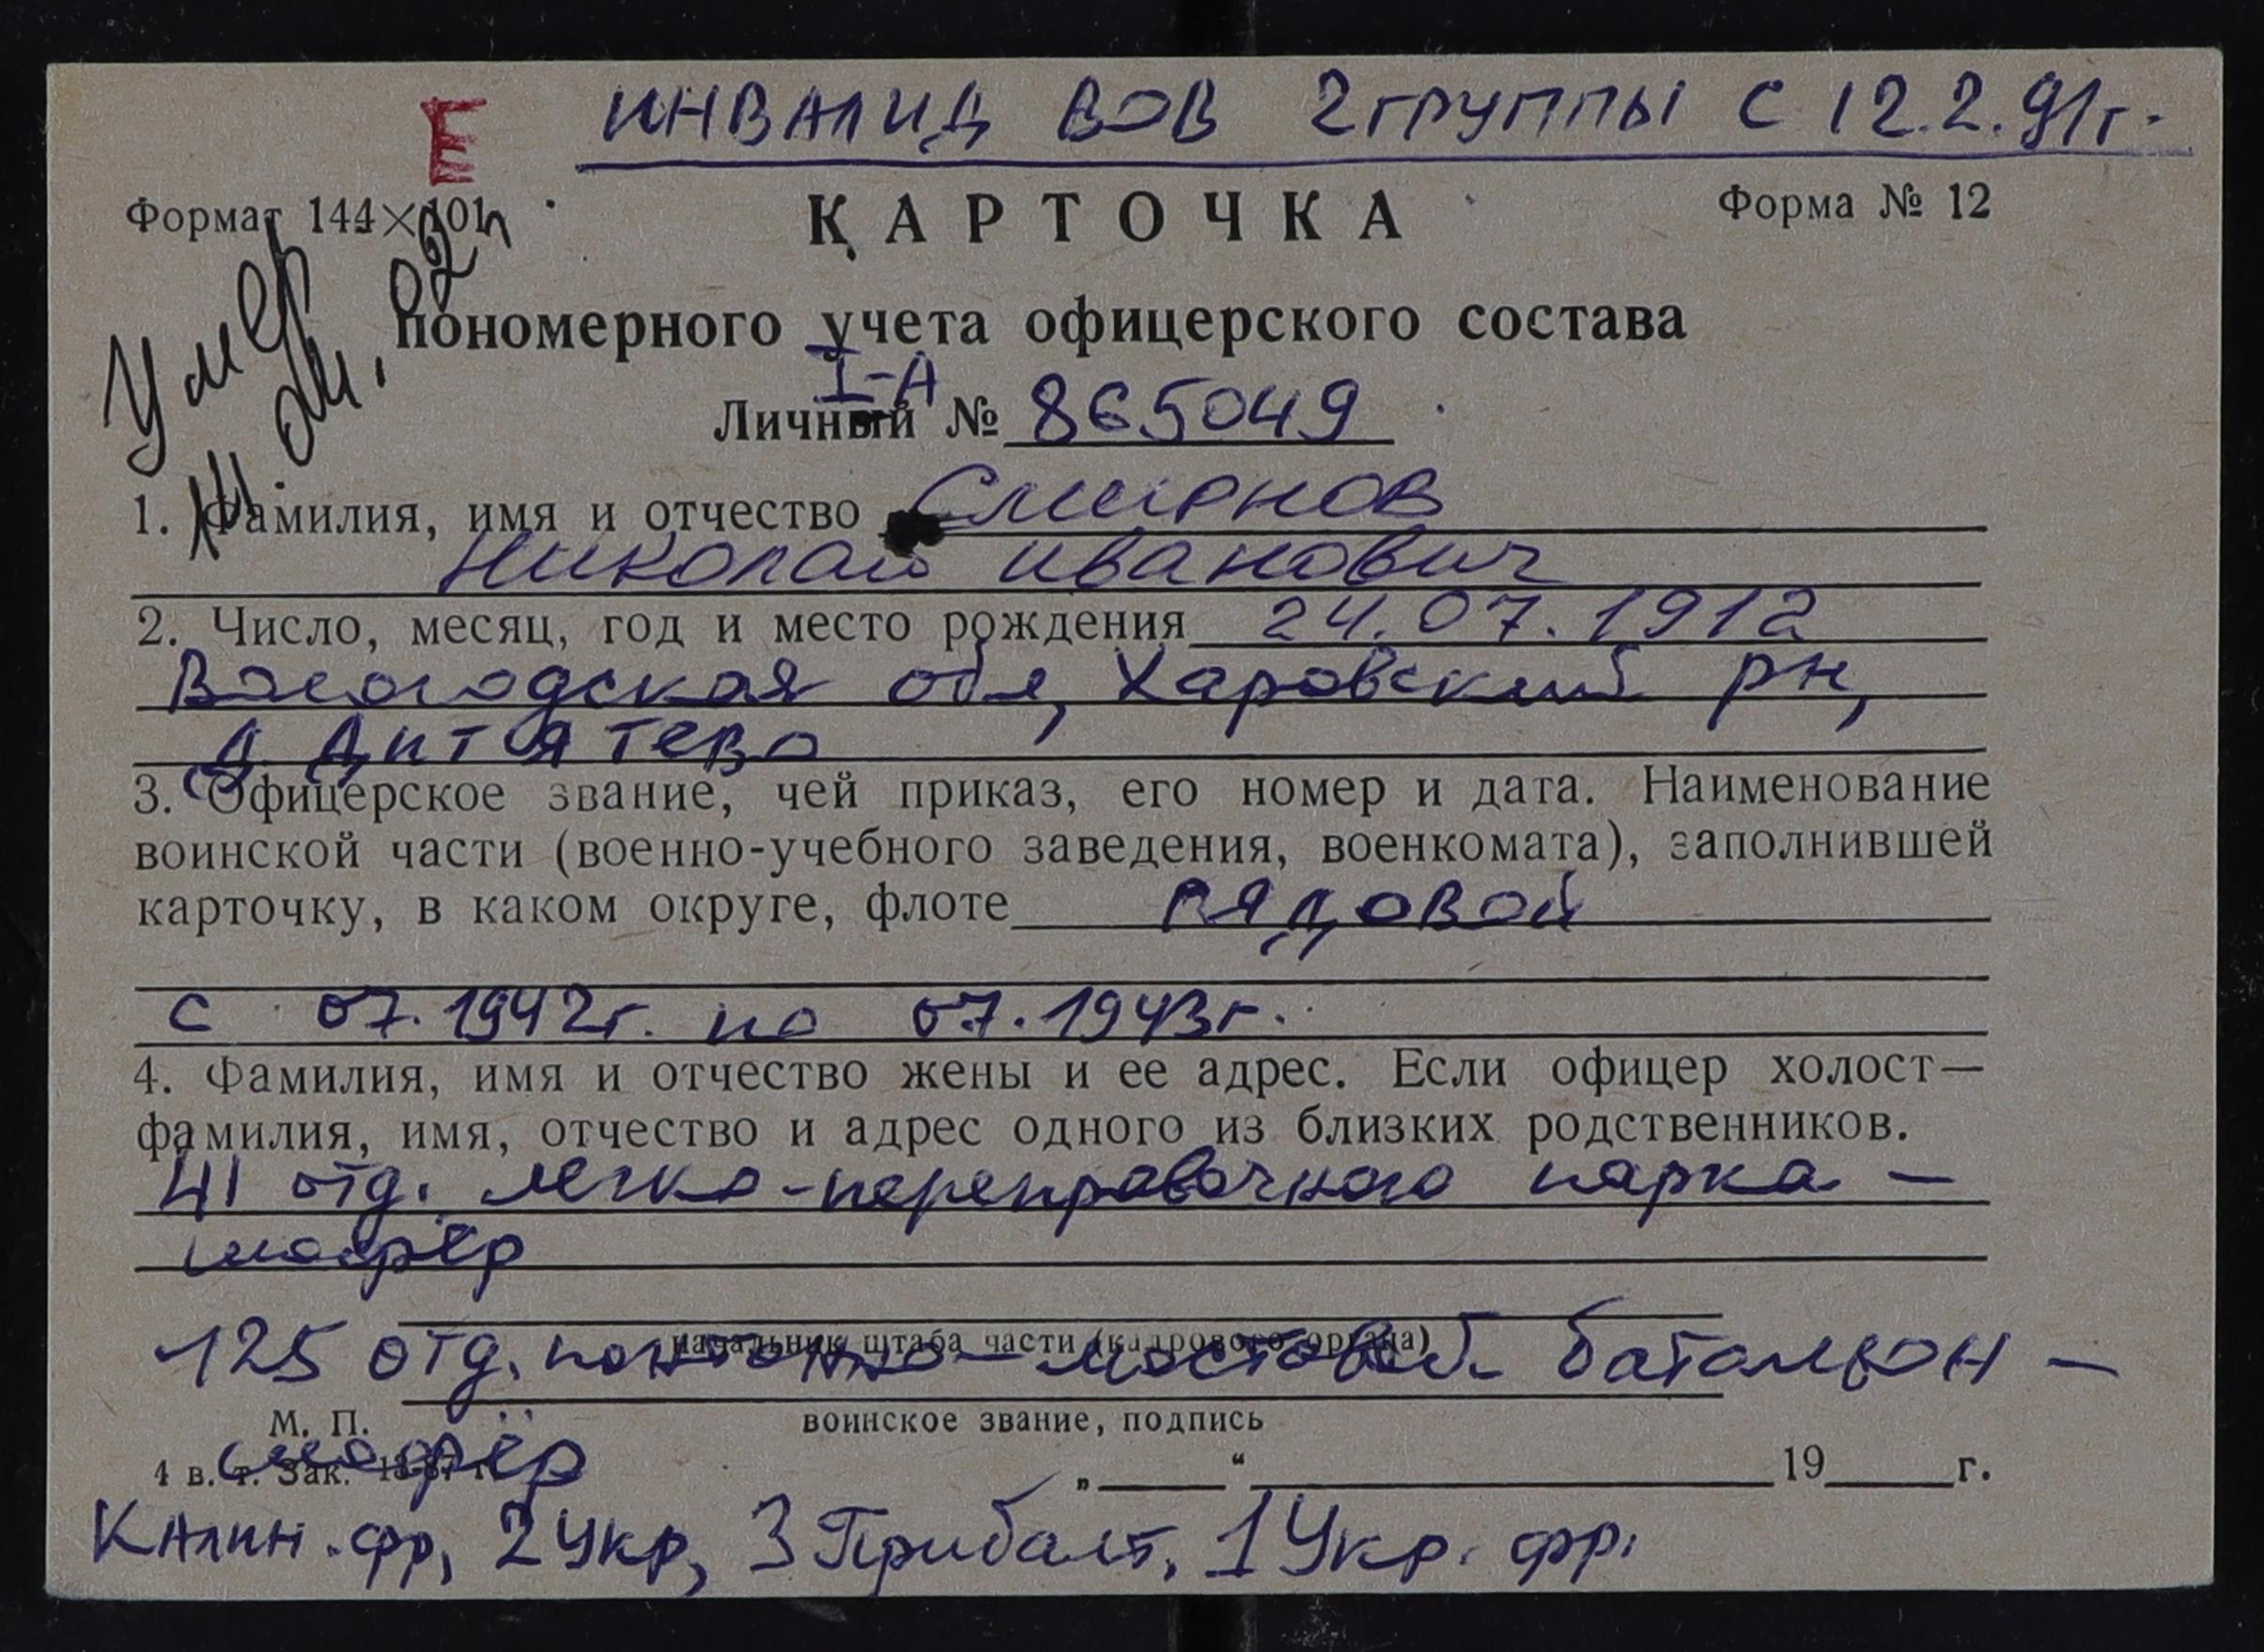 Е ИНВАЛИД ВОВ 2 ГРУППЫ С 12.2.91г.
Формат 144×101
КАРТОЧКА
Форма № 12
Умер
пономерного учета офицерского состава
I-А
Личный № 865049
1. Фамилия, имя и отчество Смирнов
Николай Иванович
2. Число, месяц, год и место рождения 24.07.1912
Вологодская обл, Харовский рн,
д. Дитятево
3. Офицерское звание, чей приказ, его номер и дата. Наименование
воинской части (военно-учебного заведения, военкомата), заполнившей
карточку, в каком округе, флоте рядовой
с 07.1942г. по 07.1943г.
4. Фамилия, имя и отчество жены и ее адрес. Если офицер холост—
фамилия, имя, отчество и адрес одного из близких родственников.
41 отд. легко-переправочного парка —
шофёр
начальник штаба части (кадрового органа)
125 отд. понтонно-мостовой батальон —
воинское звание, подпись
М. П.
шофёр
4 в. т. Зак.
„ “ 19 г.
Калин. фр, 2 Укр, 3 Прибалт, 1 Укр. фр.